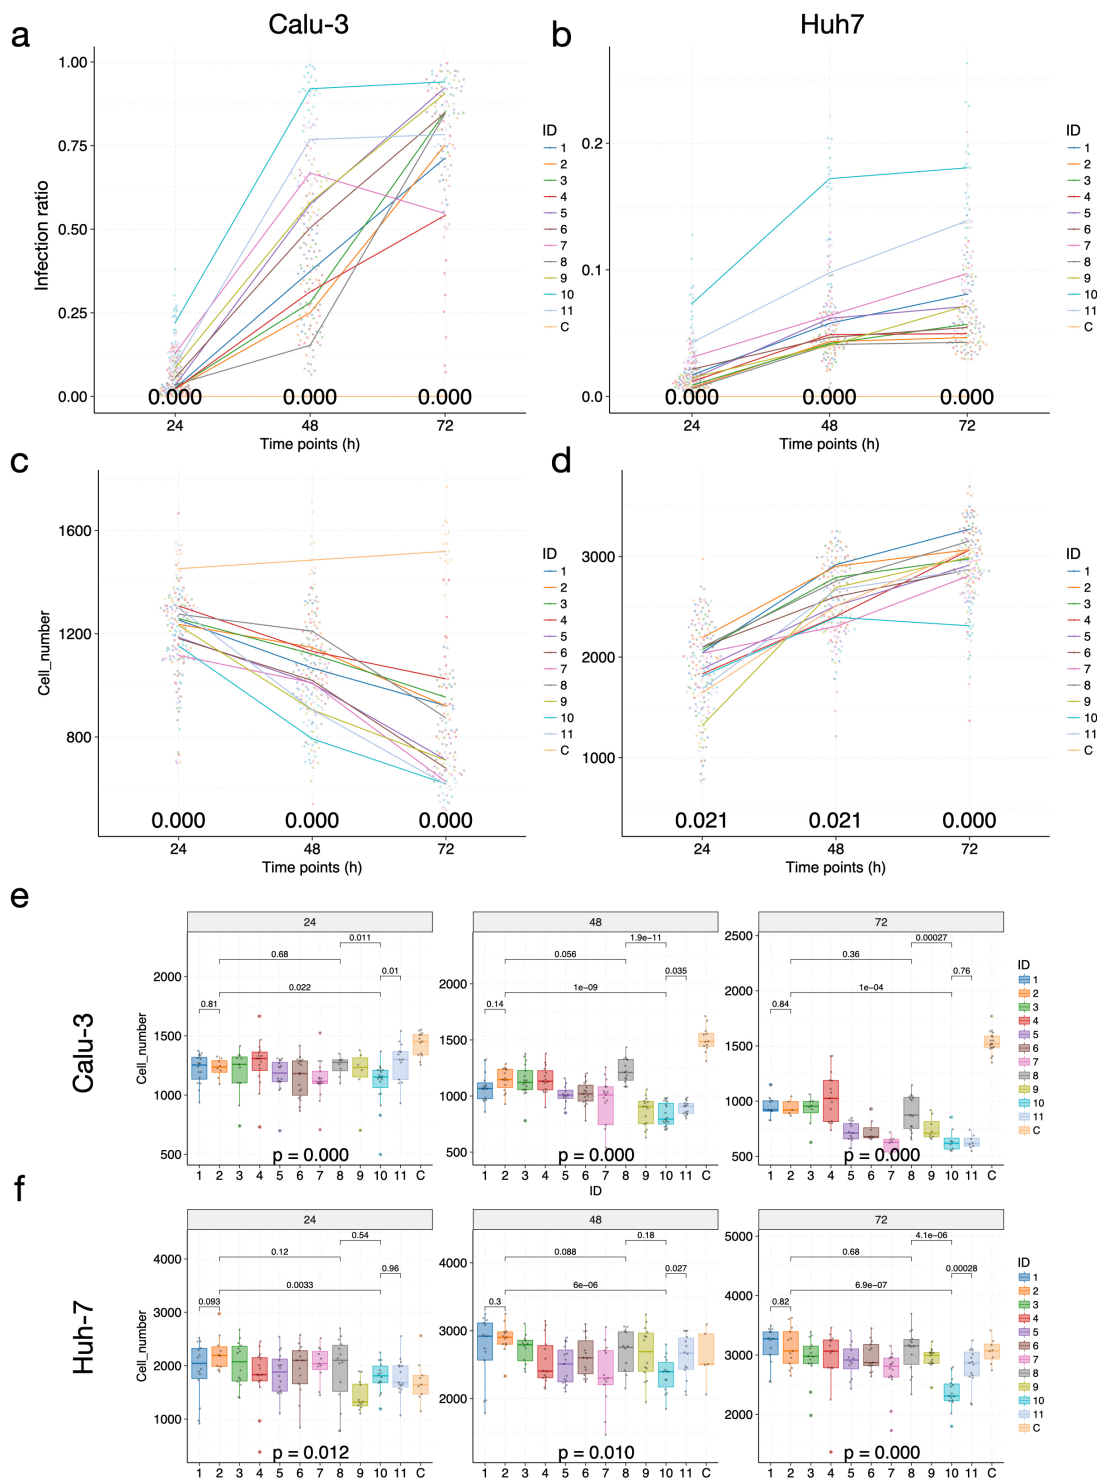 a
Calu-3
b
Huh7
1.00
0.75
0.50
0.25
0.00
Infection ratio
0.000 0.000 0.000
24 48 72
Time points (h)
ID
1
2
3
4
5
6
7
8
9
10
11
C
0.2
0.1
0.0
0.000 0.000 0.000
24 48 72
Time points (h)
ID
1
2
3
4
5
6
7
8
9
10
11
C
c
1600
1200
800
Cell_number
0.000 0.000 0.000
24 48 72
Time points (h)
ID
1
2
3
4
5
6
7
8
9
10
11
C
d
3000
2000
1000
0.021 0.021 0.000
24 48 72
Time points (h)
ID
1
2
3
4
5
6
7
8
9
10
11
C
e
Calu-3
24
Cell_number
2000
1500
1000
500
0.011
0.68
0.01
0.022
0.81
p = 0.000
1 2 3 4 5 6 7 8 9 10 11 C
48
2000
1500
1000
500
1.9e-11
0.056
0.035
1e-09
0.14
p = 0.000
1 2 3 4 5 6 7 8 9 10 11 C
ID
72
2500
2000
1500
1000
500
0.00027
0.36
0.76
1e-04
0.84
p = 0.000
1 2 3 4 5 6 7 8 9 10 11 C
ID
1
2
3
4
5
6
7
8
9
10
11
C
f
Huh-7
24
Cell_number
4000
3000
2000
1000
0.54
0.12
0.96
0.0033
0.093
p = 0.012
1 2 3 4 5 6 7 8 9 10 11 C
48
4000
3000
2000
0.18
0.088
0.027
6e-06
0.3
p = 0.010
1 2 3 4 5 6 7 8 9 10 11 C
72
5000
4000
3000
2000
4.1e-06
0.68
0.00028
6.9e-07
0.82
p = 0.000
1 2 3 4 5 6 7 8 9 10 11 C
ID
1
2
3
4
5
6
7
8
9
10
11
C